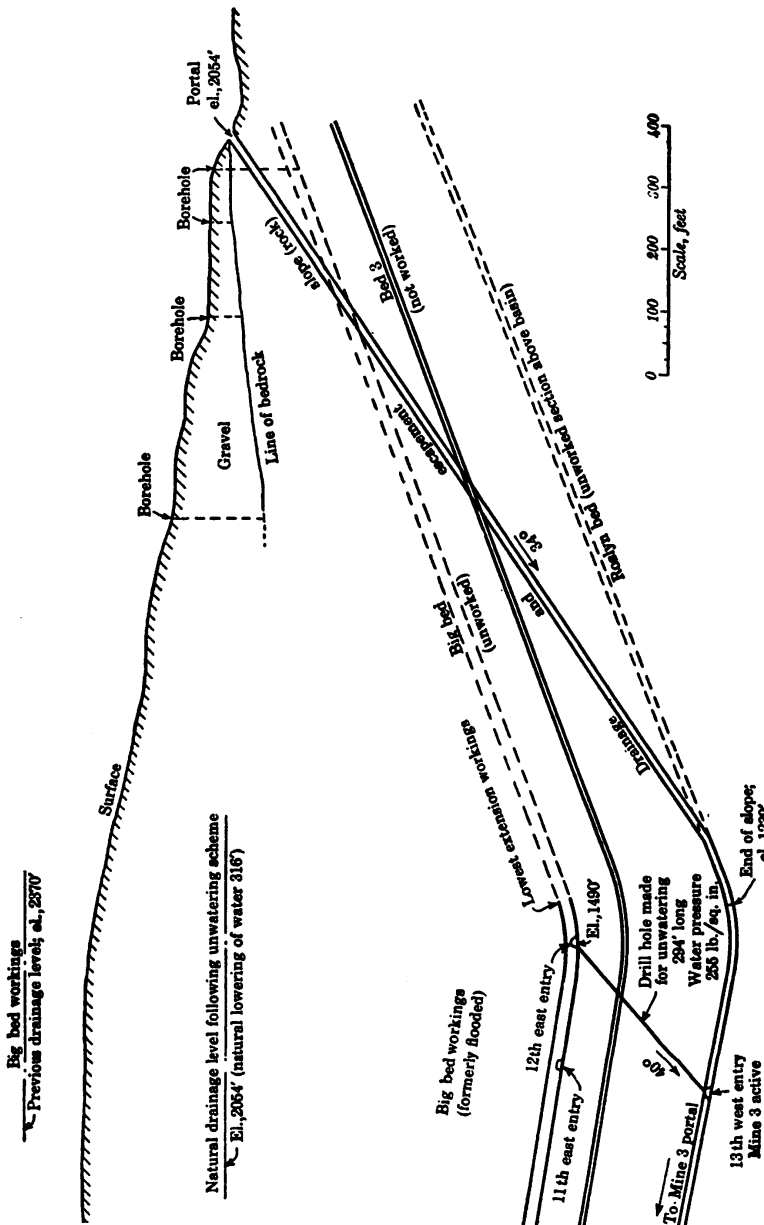 Big bed workings
Previous drainage level; el., 2370'
Natural drainage level following unwatering scheme
El., 2054' (natural lowering of water 316')
Surface
Borehole
Borehole
Borehole
Borehole
Portal
el., 2054'
Gravel
Line of bedrock
slope (rock)
escapement
and
Drainage
34°
Big bed
(unworked)
Bed 3
(not worked)
Roslyn bed (unworked section above basin)
Lowest extension workings
12th east entry
11th east entry
El., 1490'
Big bed workings
(formerly flooded)
Drill hole made
for unwatering
294' long
Water pressure
255 lb./sq. in.
40°
End of slope;
el.
To Mine 3 portal
13th west entry
Mine 3 active
0 100 200 300 400
Scale, feet